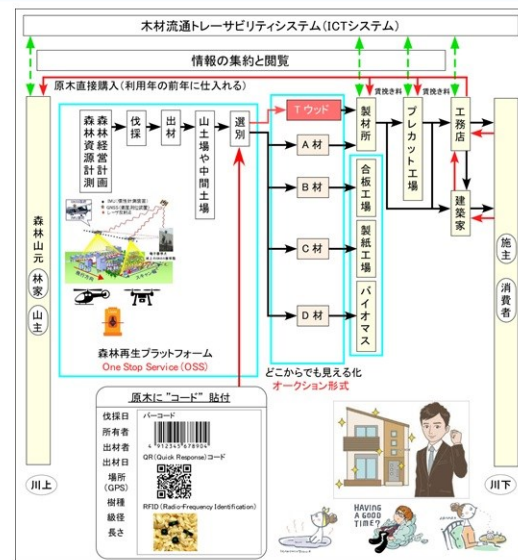 木材流通トレーサビリティシステム(ICTシステム)
情報の集約と閲覧
原木直接購入(利用年の前年に仕入れる)
賃挽き料
賃挽き料
森林資源計測
森林経営計画
伐採
出材
山土場や中間土場
選別
T.ウッド
A 材
B 材
C 材
D 材
製材所
プレカット工場
工務店
建築家
合板工場
製紙工場
バイオマス
森林山元
林家
山主
施主
消費者
森林再生プラットフォーム
One Stop Service (OSS)
どこからでも見える化
オークション形式
原木に "コード" 貼付
伐採日
所有者
出材者
出材日
場所
(GPS)
樹種
級径
長さ
バーコード
4 912345 678904
QR(Quick Response)コード
RFID (Radio-Frequency Identification)
川上
川下
HAVING A GOOD TIME?